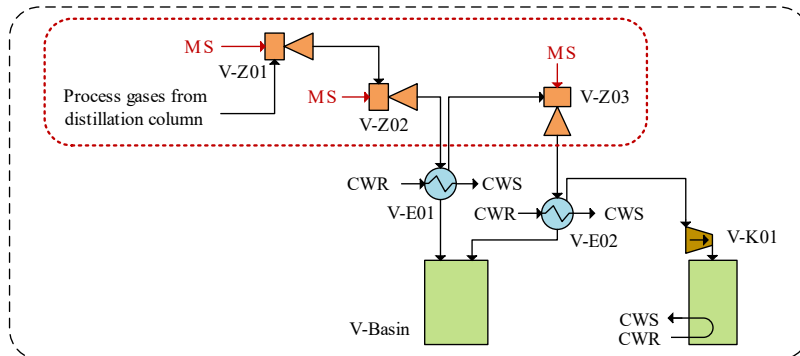 MS
V-Z01
Process gases from
distillation column
MS
V-Z02
MS
V-Z03
CWR
CWS
V-E01
CWR
CWS
V-E02
V-K01
V-Basin
CWS
CWR